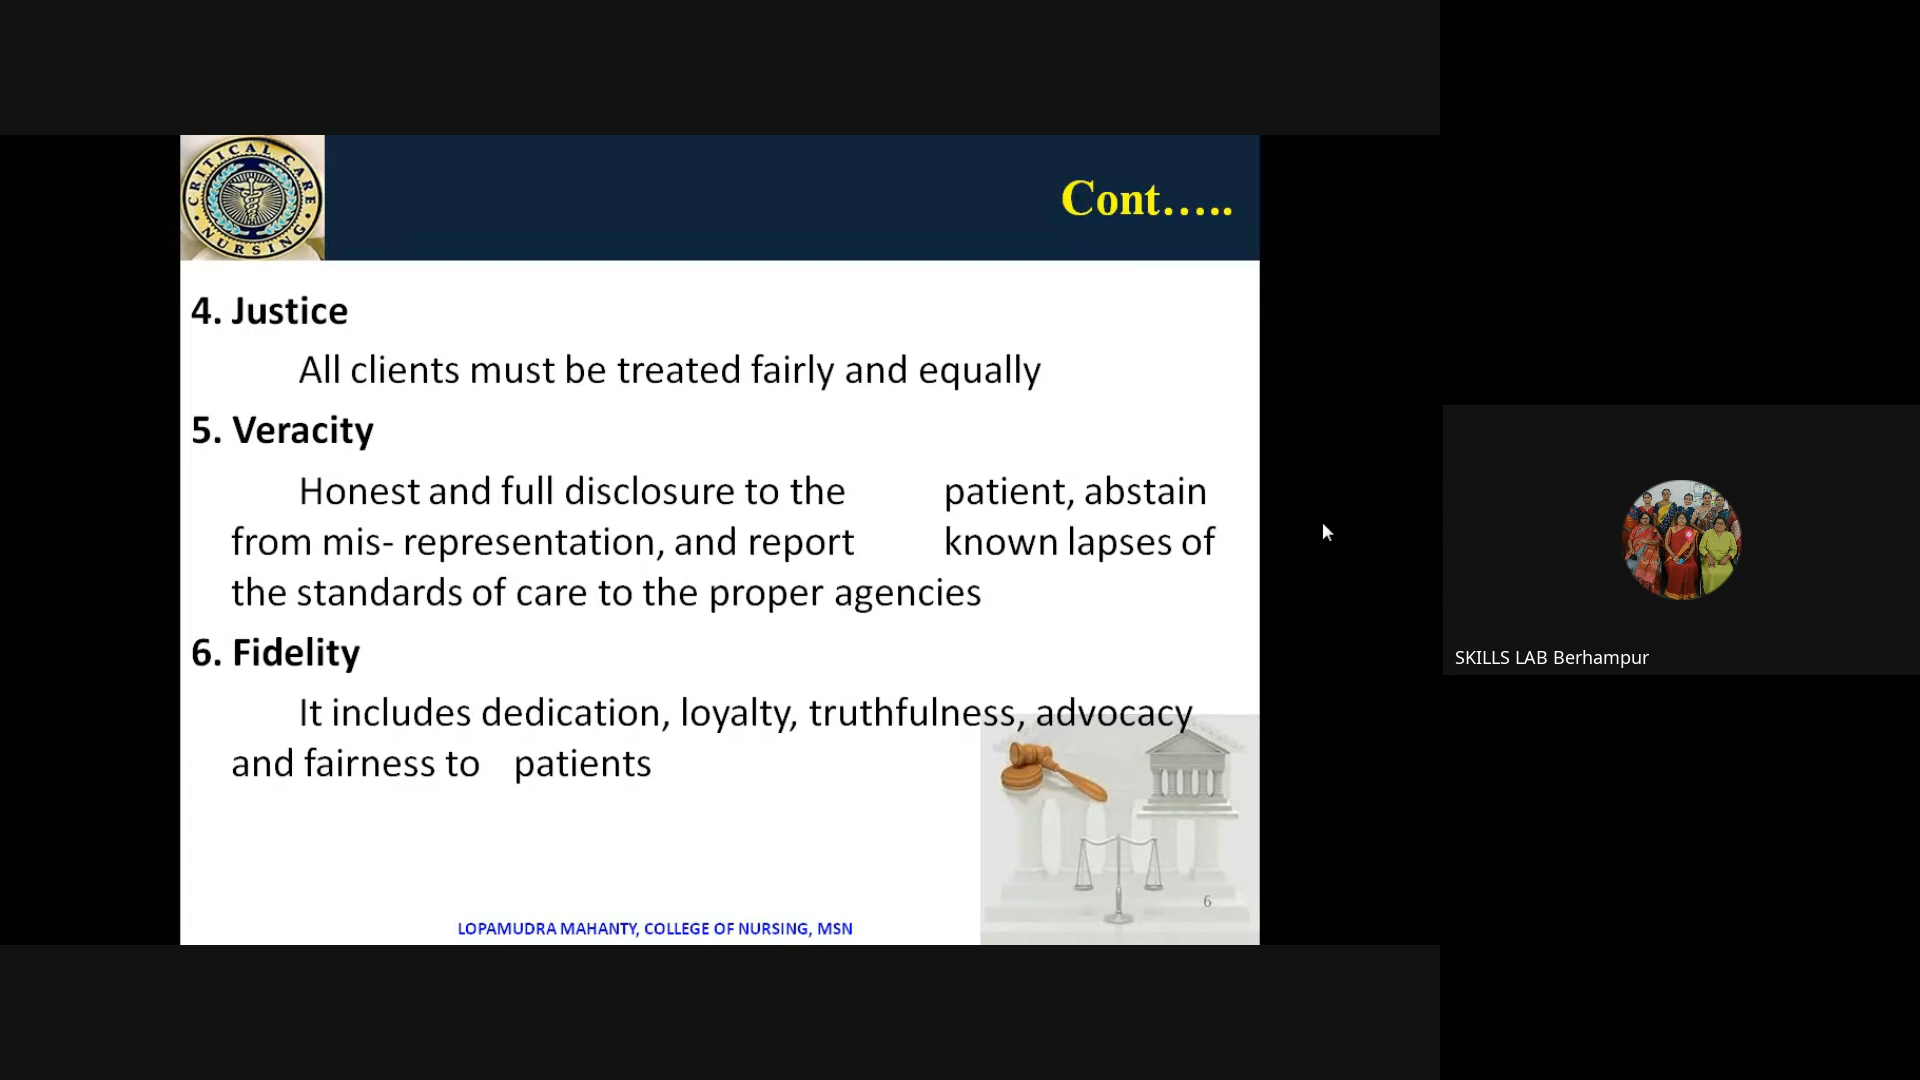 CRITICAL CARE
NURSING
Cont.....
4. Justice
All clients must be treated fairly and equally
5. Veracity
Honest and full disclosure to the patient, abstain
from mis- representation, and report known lapses of
the standards of care to the proper agencies
6. Fidelity
It includes dedication, loyalty, truthfulness, advocacy
and fairness to patients
6
LOPAMUDRA MAHANTY, COLLEGE OF NURSING, MSN
SKILLS LAB Berhampur